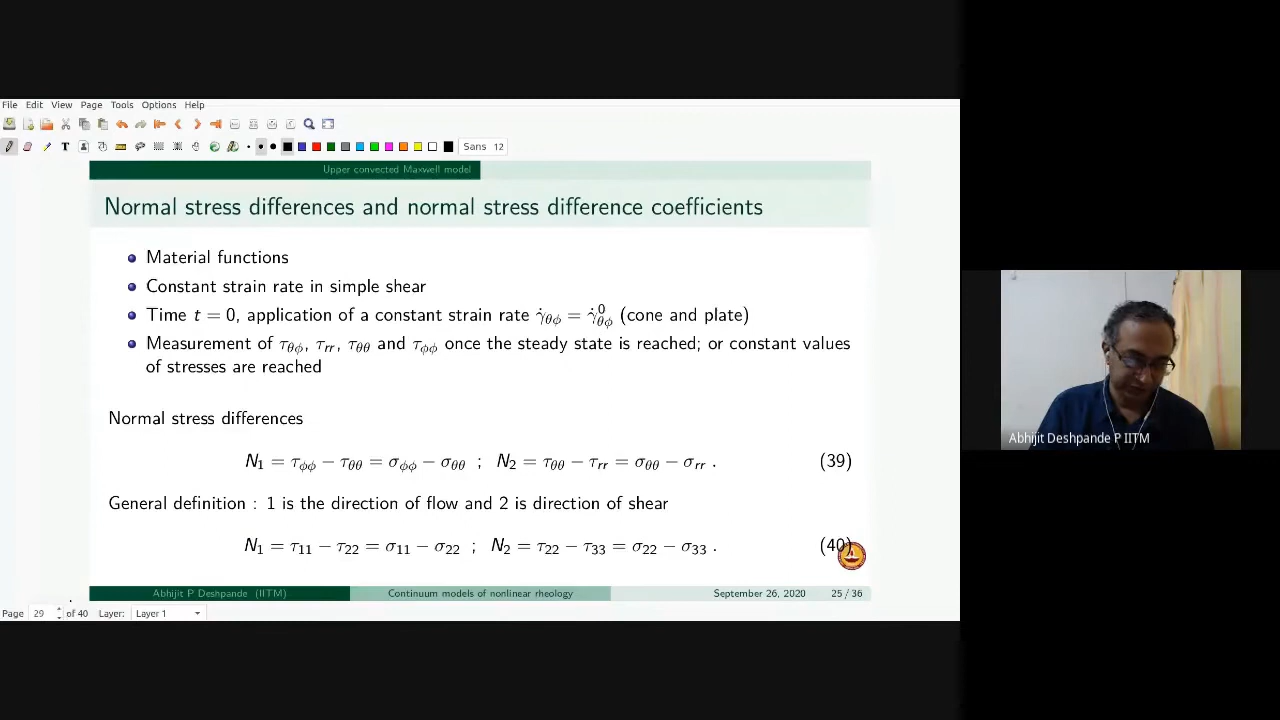 File Edit View Page Tools Options Help
Sans 12
Upper convected Maxwell model
Normal stress differences and normal stress difference coefficients
Material functions
Constant strain rate in simple shear
Time t = 0, application of a constant strain rate γ̇θφ = γ̇⁰θφ (cone and plate)
Measurement of τθφ, τrr, τθθ and τφφ once the steady state is reached; or constant values
of stresses are reached
Normal stress differences
N₁ = τφφ − τθθ = σφφ − σθθ ; N₂ = τθθ − τrr = σθθ − σrr . (39)
General definition : 1 is the direction of flow and 2 is direction of shear
N₁ = τ₁₁ − τ₂₂ = σ₁₁ − σ₂₂ ; N₂ = τ₂₂ − τ₃₃ = σ₂₂ − σ₃₃ . (40)
Abhijit P Deshpande (IITM) Continuum models of nonlinear rheology September 26, 2020 25 / 36
Page 29 of 40 Layer: Layer 1
Abhijit Deshpande P IITM